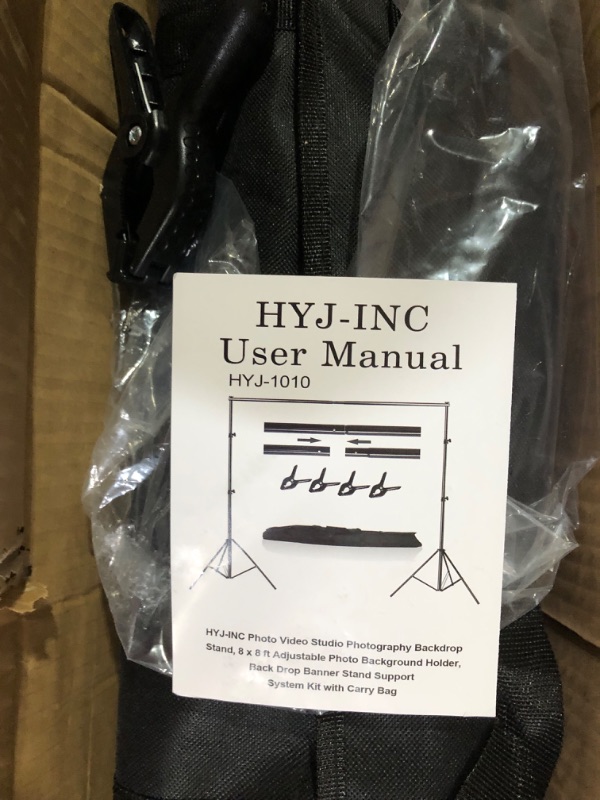 HYJ-INC
User Manual
HYJ-1010
HYJ-INC Photo Video Studio Photography Backdrop
Stand, 8 x 8 ft Adjustable Photo Background Holder,
Back Drop Banner Stand Support
System Kit with Carry Bag